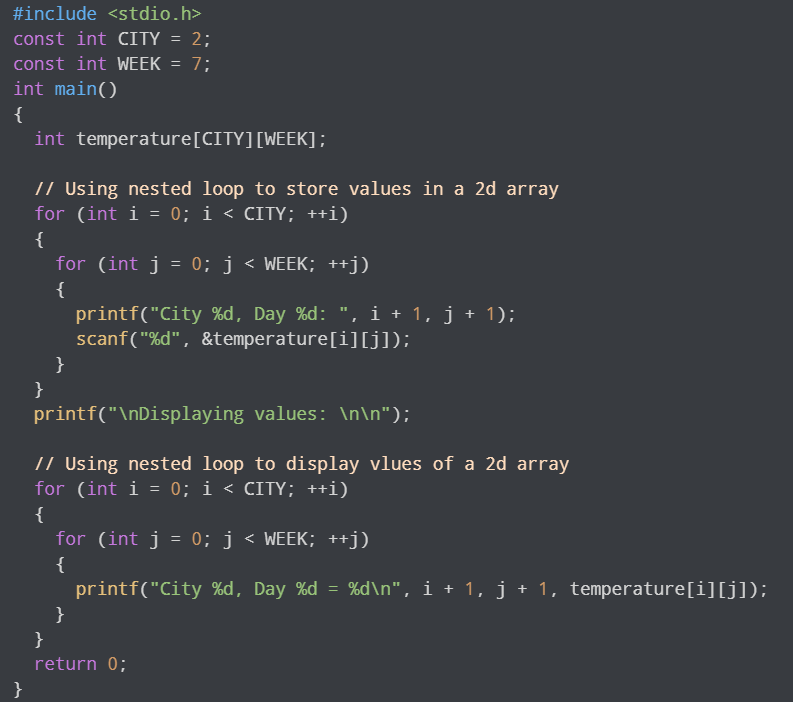 #include <stdio.h>
const int CITY = 2;
const int WEEK = 7;
int main()
{
  int temperature[CITY][WEEK];

  // Using nested loop to store values in a 2d array
  for (int i = 0; i < CITY; ++i)
  {
    for (int j = 0; j < WEEK; ++j)
    {
      printf("City %d, Day %d: ", i + 1, j + 1);
      scanf("%d", &temperature[i][j]);
    }
  }
  printf("\nDisplaying values: \n\n");

  // Using nested loop to display vlues of a 2d array
  for (int i = 0; i < CITY; ++i)
  {
    for (int j = 0; j < WEEK; ++j)
    {
      printf("City %d, Day %d = %d\n", i + 1, j + 1, temperature[i][j]);
    }
  }
  return 0;
}